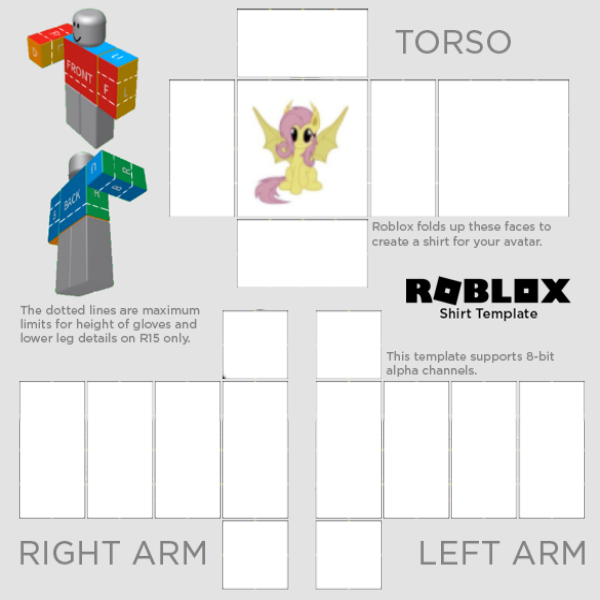 TORSO
FRONT
F
L
D
R
U
U
B
BACK
R
B
Roblox folds up these faces to
create a shirt for your avatar.
ROBLOX
Shirt Template
The dotted lines are maximum
limits for height of gloves and
lower leg details on R15 only.
This template supports 8-bit
alpha channels.
RIGHT ARM
LEFT ARM